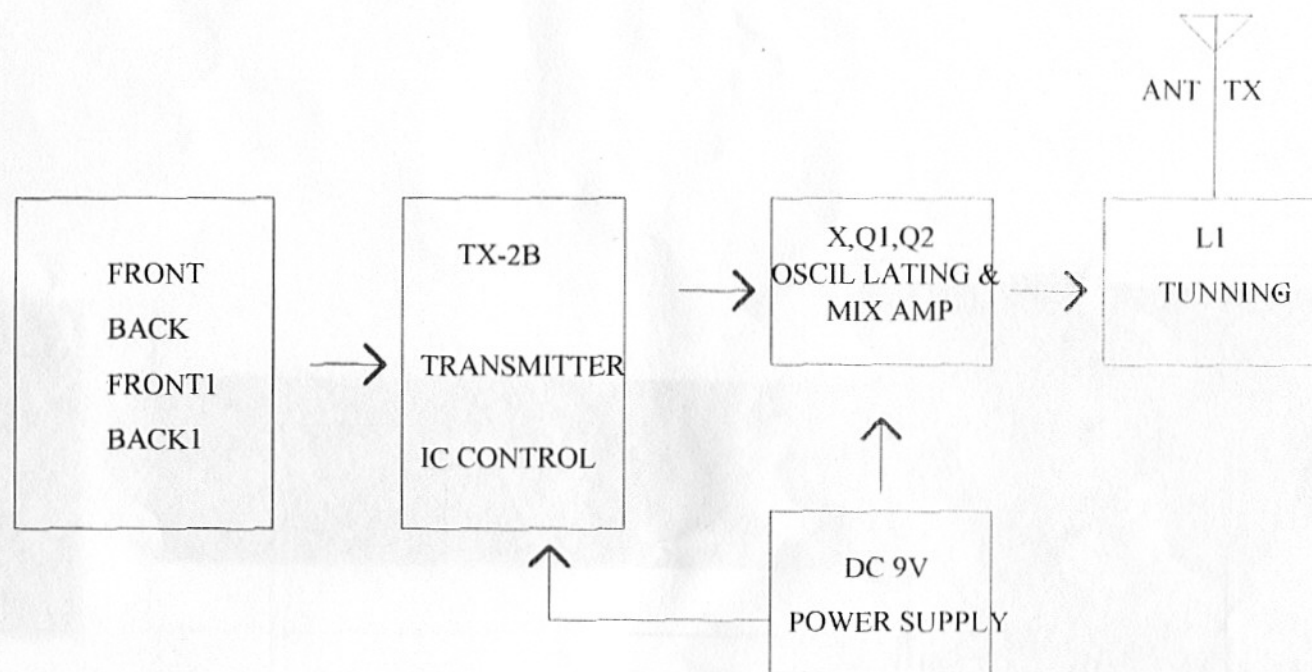 ANT TX
FRONT
BACK
FRONT1
BACK1
TX-2B
TRANSMITTER
IC CONTROL
X,Q1,Q2
OSCIL LATING &
MIX AMP
L1
TUNNING
DC 9V
POWER SUPPLY